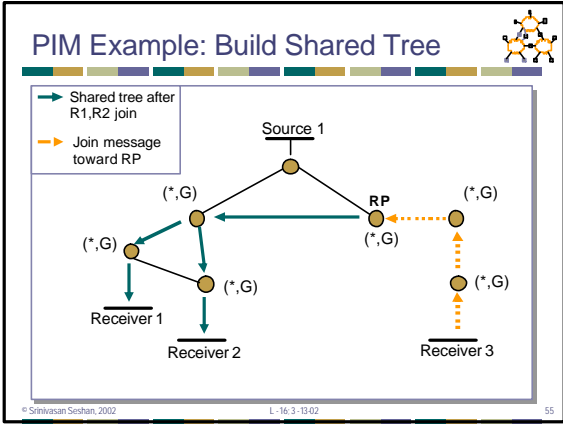 PIM Example: Build Shared Tree
Shared tree after
R1,R2 join
Join message
toward RP
Source 1
RP
(*,G)
(*,G)
(*,G)
(*,G)
(*,G)
(*,G)
Receiver 1
Receiver 2
Receiver 3
© Srinivasan Seshan, 2002
L -16; 3 -13-02
55